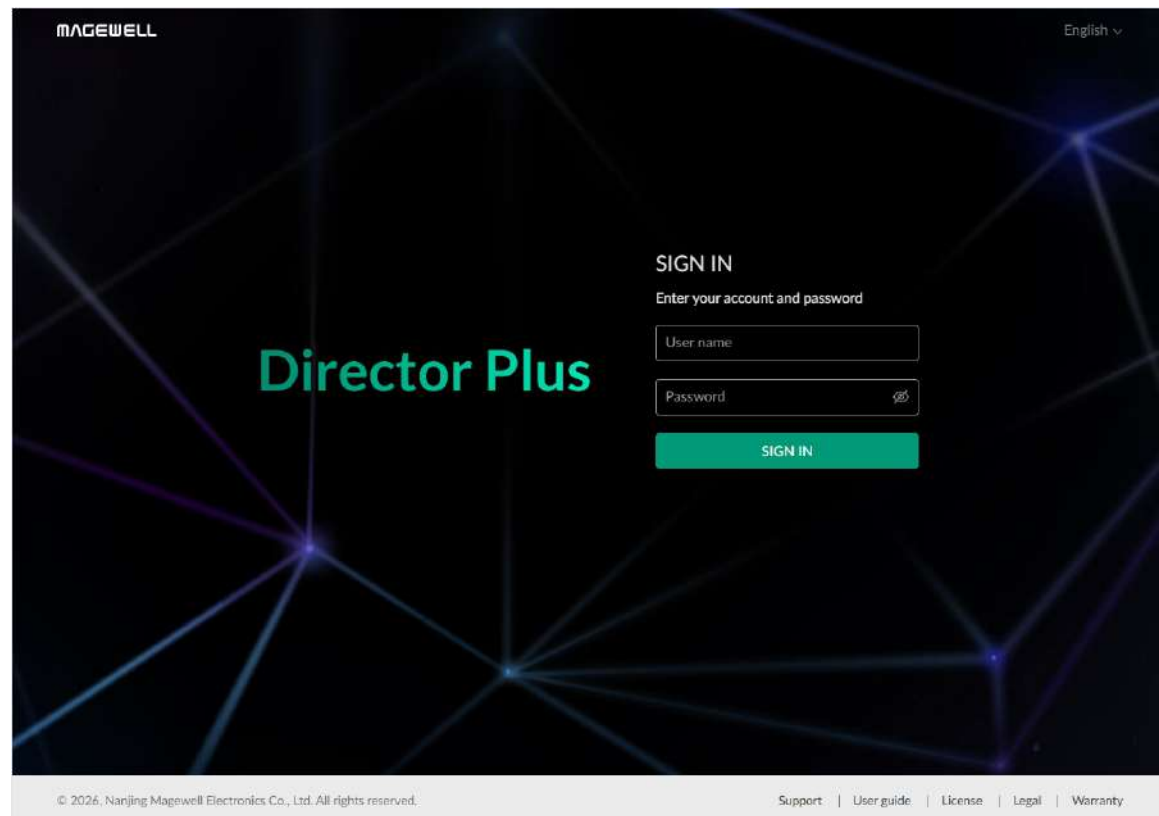 MAGEWELL
English
SIGN IN
Enter your account and password
User name
Director Plus
Password
SIGN IN
© 2026, Nanjing Magewell Electronics Co., Ltd. All rights reserved.
Support | User guide | License | Legal | Warranty